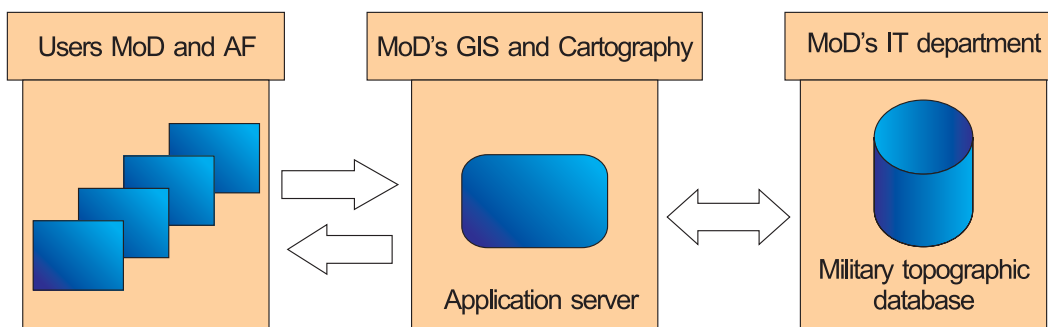 Users MoD and AF
MoD's GIS and Cartography
MoD's IT department
Application server
Military topographic
database